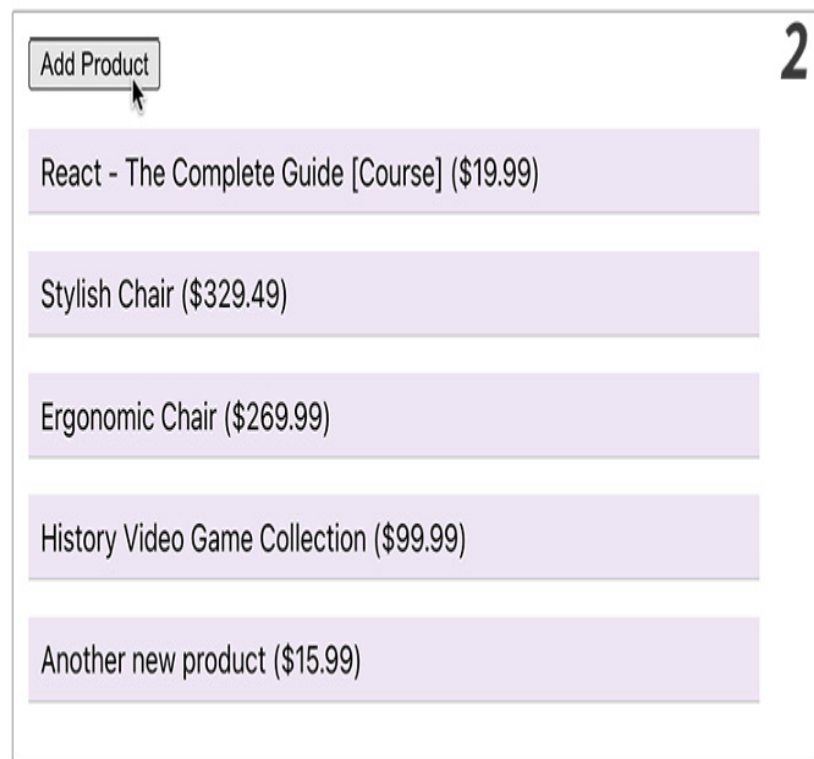 Add Product
2
React - The Complete Guide [Course] ($19.99)
Stylish Chair ($329.49)
Ergonomic Chair ($269.99)
History Video Game Collection ($99.99)
Another new product ($15.99)